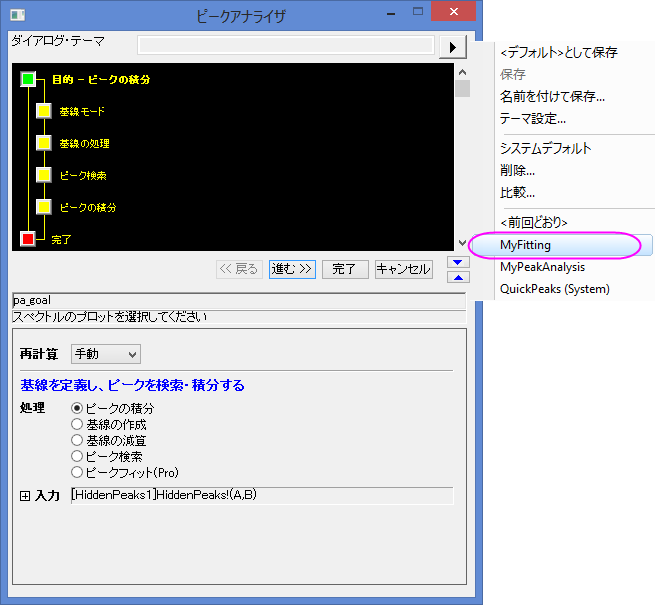 ピークアナライザ
ダイアログ・テーマ
<デフォルト>として保存
保存
名前を付けて保存...
テーマ設定...
システムデフォルト
削除...
比較...
<前回どおり>
MyFitting
MyPeakAnalysis
QuickPeaks (System)
目的 - ピークの積分
基線モード
基線の処理
ピーク検索
ピークの積分
完了
<< 戻る 進む >> 完了 キャンセル
pa_goal
スペクトルのプロットを選択してください
再計算 手動
基線を定義し、ピークを検索・積分する
処理 ピークの積分
基線の作成
基線の減算
ピーク検索
ピークフィット(Pro)
入力 [HiddenPeaks1]HiddenPeaks!(A,B)